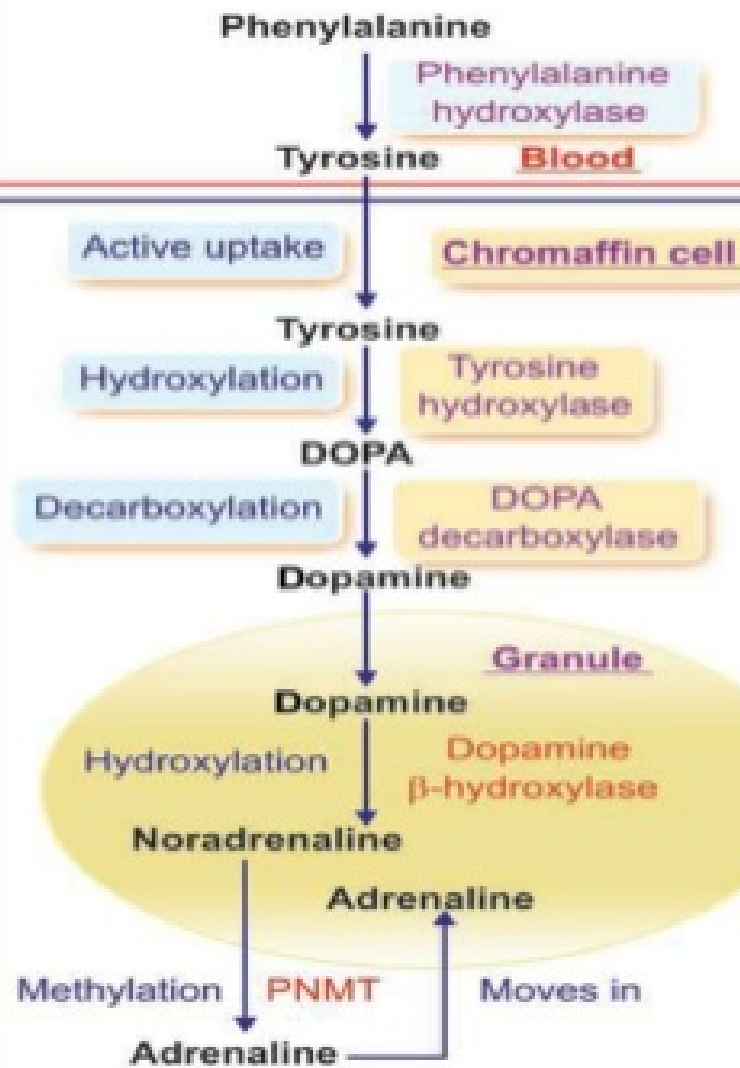 Phenylalanine
Phenylalanine
hydroxylase
Tyrosine
Blood
Active uptake
Chromaffin cell
Tyrosine
Hydroxylation
Tyrosine
hydroxylase
DOPA
Decarboxylation
DOPA
decarboxylase
Dopamine
Granule
Dopamine
Hydroxylation
Dopamine
β-hydroxylase
Noradrenaline
Adrenaline
Methylation
PNMT
Moves in
Adrenaline